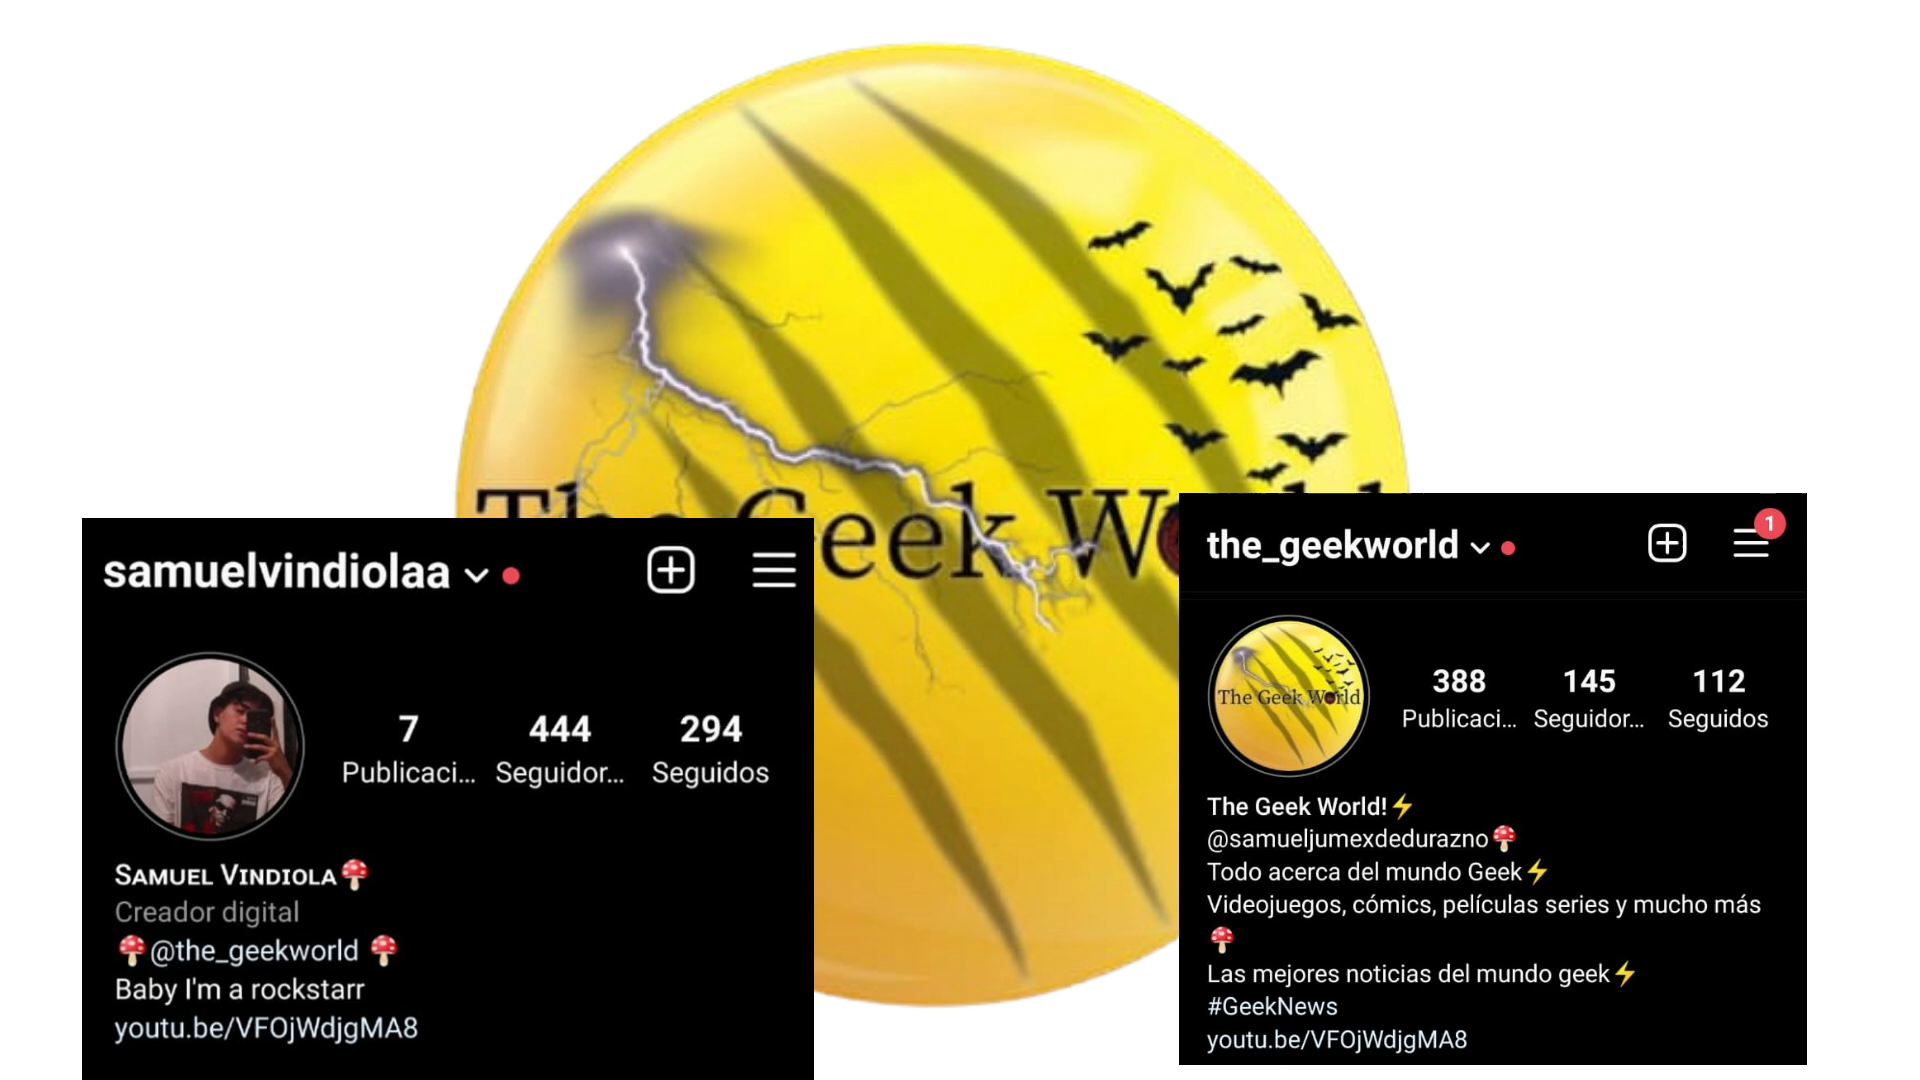 The Geek W
samuelvindiolaa
7 444 294
Publicaci... Seguidor... Seguidos
SAMUEL VINDIOLA🍄
Creador digital
🍄@the_geekworld 🍄
Baby I'm a rockstarr
youtu.be/VFOjWdjgMA8
the_geekworld
1
The Geek World
388 145 112
Publicaci... Seguidor... Seguidos
The Geek World!⚡
@samueljumexdedurazno🍄
Todo acerca del mundo Geek⚡
Videojuegos, cómics, películas series y mucho más
🍄
Las mejores noticias del mundo geek⚡
#GeekNews
youtu.be/VFOjWdjgMA8